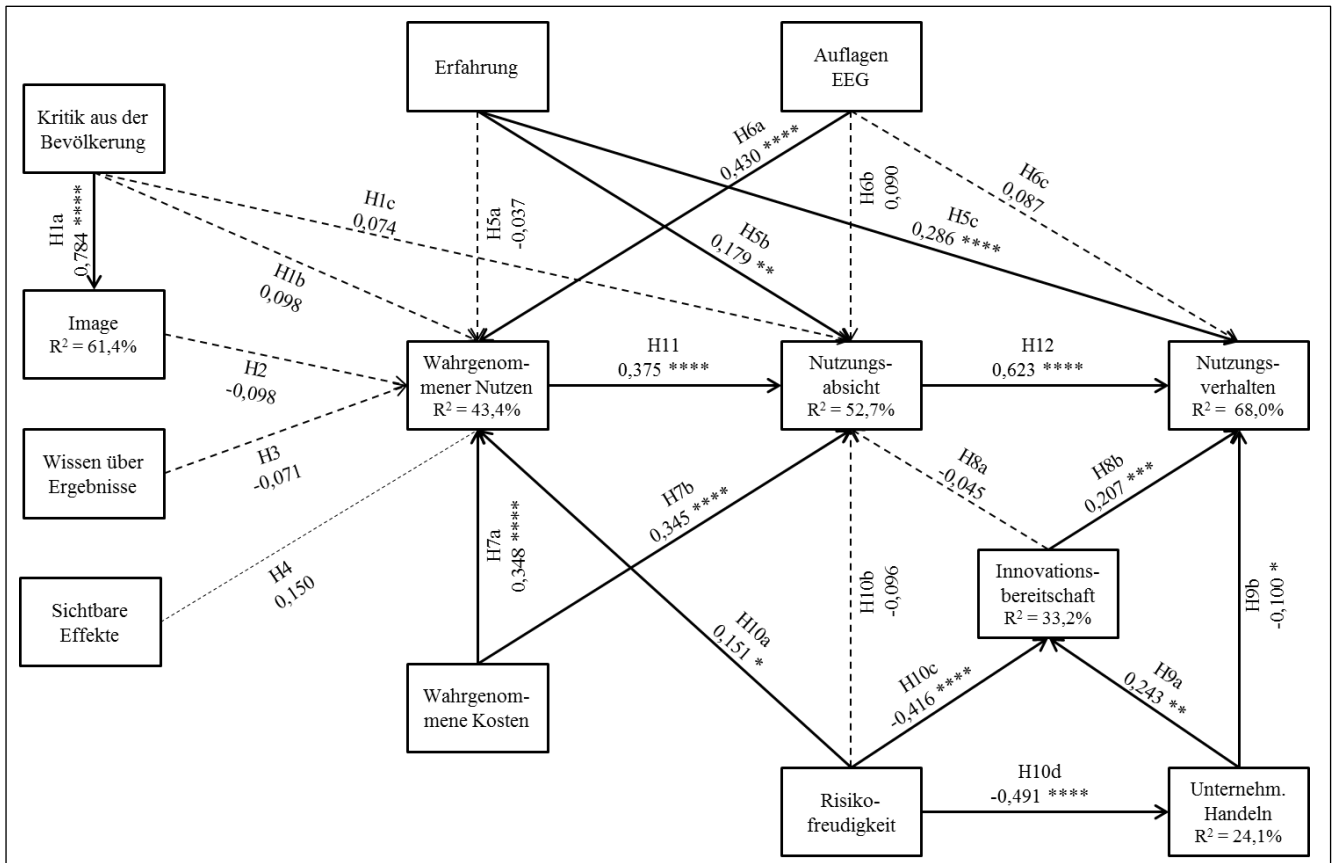 Erfahrung
Auflagen
EEG
Kritik aus der
Bevölkerung
H1a
0,784 ****
H1b
0,098
H1c
0,074
H5a
-0,037
H5b
0,179 **
H6a
0,430 ****
H6b
0,090
H6c
0,087
H5c
0,286 ****
Image
R² = 61,4%
H2
-0,098
Wahrgenom-
mener Nutzen
R² = 43,4%
H11
0,375 ****
Nutzungs-
absicht
R² = 52,7%
H12
0,623 ****
Nutzungs-
verhalten
R² = 68,0%
Wissen über
Ergebnisse
H3
-0,071
Sichtbare
Effekte
H4
0,150
H7a
0,348 ****
H7b
0,345 ****
H10a
0,151 *
H10b
-0,096
H8a
-0,045
H8b
0,207 ***
H9b
-0,100 *
Innovations-
bereitschaft
R² = 33,2%
H10c
-0,416 ****
H9a
0,243 **
Wahrgenom-
mene Kosten
Risiko-
freudigkeit
H10d
-0,491 ****
Unternehm.
Handeln
R² = 24,1%